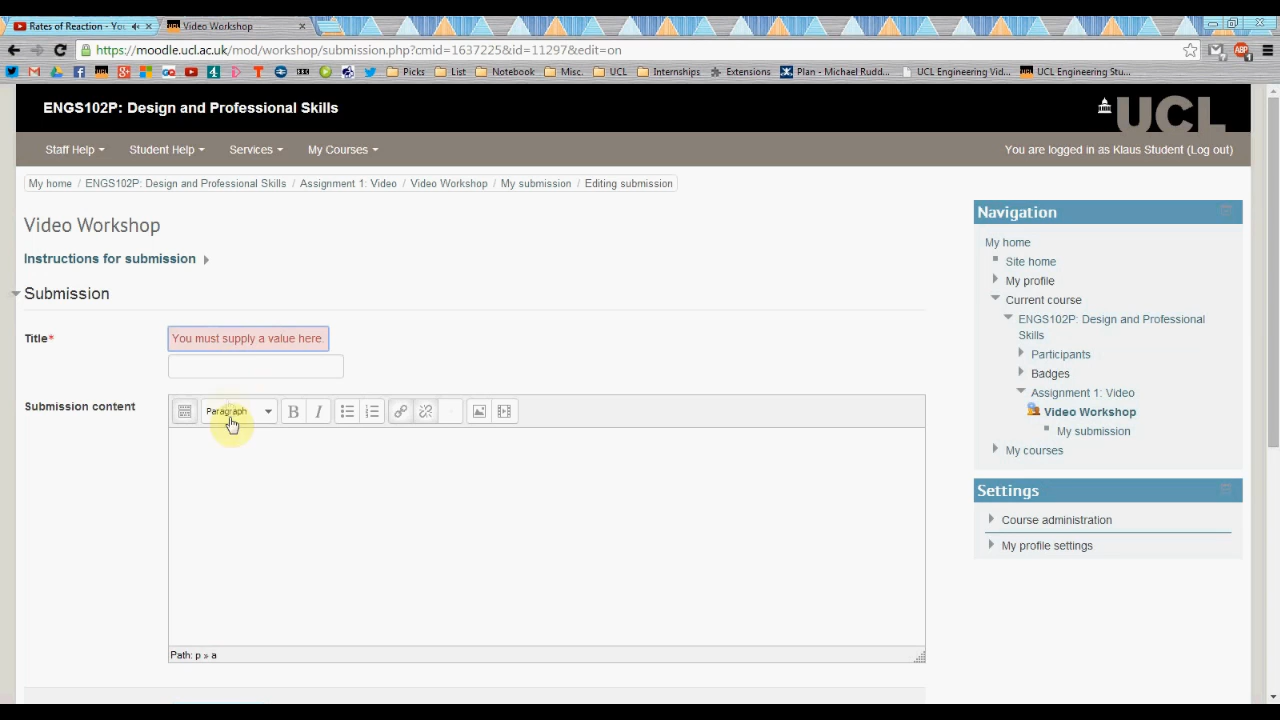 Rates of Reaction - You
Video Workshop
https://moodle.ucl.ac.uk/mod/workshop/submission.php?cmid=1637225&id=11297&edit=on
Picks
List
Notebook
Misc.
UCL
Internships
Extensions
Plan - Michael Rudd...
UCL Engineering Vid...
UCL Engineering Stu...
ENGS102P: Design and Professional Skills
UCL
Staff Help
Student Help
Services
My Courses
You are logged in as Klaus Student (Log out)
My home / ENGS102P: Design and Professional Skills / Assignment 1: Video / Video Workshop / My submission / Editing submission
Video Workshop
Instructions for submission
Submission
Title*
You must supply a value here.
Submission content
Paragraph
B I
Path: p » a
Navigation
My home
Site home
My profile
Current course
ENGS102P: Design and Professional
Skills
Participants
Badges
Assignment 1: Video
Video Workshop
My submission
My courses
Settings
Course administration
My profile settings